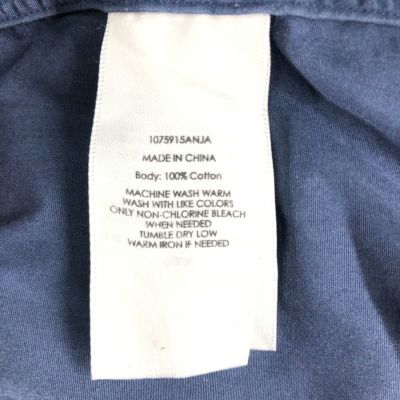 1075915ANJA
MADE IN CHINA
Body: 100% Cotton
MACHINE WASH WARM
WASH WITH LIKE COLORS
ONLY NON-CHLORINE BLEACH
WHEN NEEDED
TUMBLE DRY LOW
WARM IRON IF NEEDED